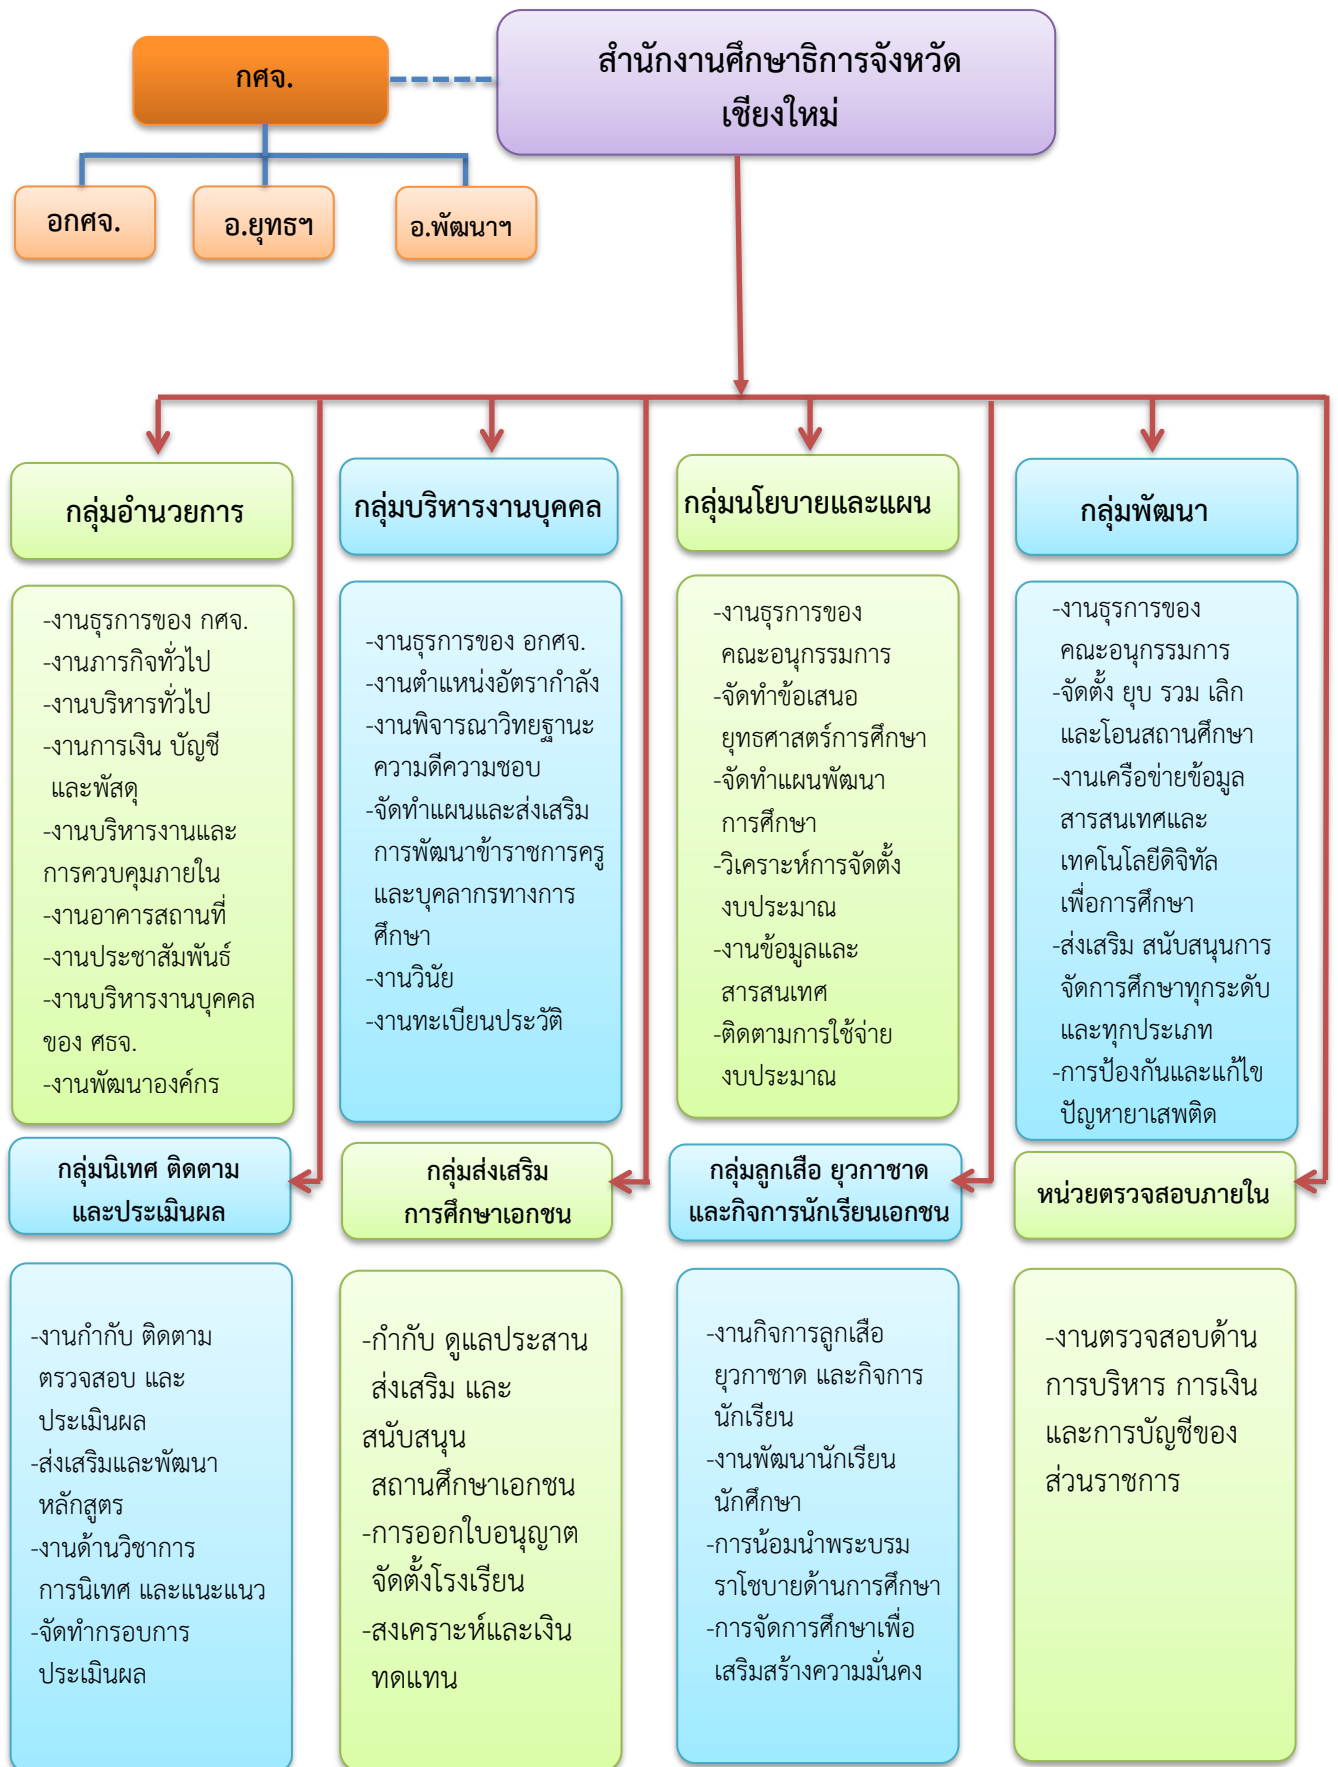 กศจ.
สำนักงานศึกษาธิการจังหวัด
เชียงใหม่
อกศจ.
อ.ยุทธฯ
อ.พัฒนาฯ
กลุ่มอำนวยการ
-งานธุรการของ กศจ.
-งานภารกิจทั่วไป
-งานบริหารทั่วไป
-งานการเงิน บัญชี
และพัสดุ
-งานบริหารงานและ
การควบคุมภายใน
-งานอาคารสถานที่
-งานประชาสัมพันธ์
-งานบริหารงานบุคคล
ของ ศธจ.
-งานพัฒนาองค์กร
กลุ่มบริหารงานบุคคล
-งานธุรการของ อกศจ.
-งานตำแหน่งอัตรากำลัง
-งานพิจารณาวิทยฐานะ
ความดีความชอบ
-จัดทำแผนและส่งเสริม
การพัฒนาข้าราชการครู
และบุคลากรทางการ
ศึกษา
-งานวินัย
-งานทะเบียนประวัติ
กลุ่มนโยบายและแผน
-งานธุรการของ
คณะอนุกรรมการ
-จัดทำข้อเสนอ
ยุทธศาสตร์การศึกษา
-จัดทำแผนพัฒนา
การศึกษา
-วิเคราะห์การจัดตั้ง
งบประมาณ
-งานข้อมูลและ
สารสนเทศ
-ติดตามการใช้จ่าย
งบประมาณ
กลุ่มพัฒนา
-งานธุรการของ
คณะอนุกรรมการ
-จัดตั้ง ยุบ รวม เลิก
และโอนสถานศึกษา
-งานเครือข่ายข้อมูล
สารสนเทศและ
เทคโนโลยีดิจิทัล
เพื่อการศึกษา
-ส่งเสริม สนับสนุนการ
จัดการศึกษาทุกระดับ
และทุกประเภท
-การป้องกันและแก้ไข
ปัญหายาเสพติด
กลุ่มนิเทศ ติดตาม
และประเมินผล
-งานกำกับ ติดตาม
ตรวจสอบ และ
ประเมินผล
-ส่งเสริมและพัฒนา
หลักสูตร
-งานด้านวิชาการ
การนิเทศ และแนะแนว
-จัดทำกรอบการ
ประเมินผล
กลุ่มส่งเสริม
การศึกษาเอกชน
-กำกับ ดูแลประสาน
ส่งเสริม และ
สนับสนุน
สถานศึกษาเอกชน
-การออกใบอนุญาต
จัดตั้งโรงเรียน
-สงเคราะห์และเงิน
ทดแทน
กลุ่มลูกเสือ ยุวกาชาด
และกิจการนักเรียนเอกชน
-งานกิจการลูกเสือ
ยุวกาชาด และกิจการ
นักเรียน
-งานพัฒนานักเรียน
นักศึกษา
-การน้อมนำพระบรม
ราโชบายด้านการศึกษา
-การจัดการศึกษาเพื่อ
เสริมสร้างความมั่นคง
หน่วยตรวจสอบภายใน
-งานตรวจสอบด้าน
การบริหาร การเงิน
และการบัญชีของ
ส่วนราชการ